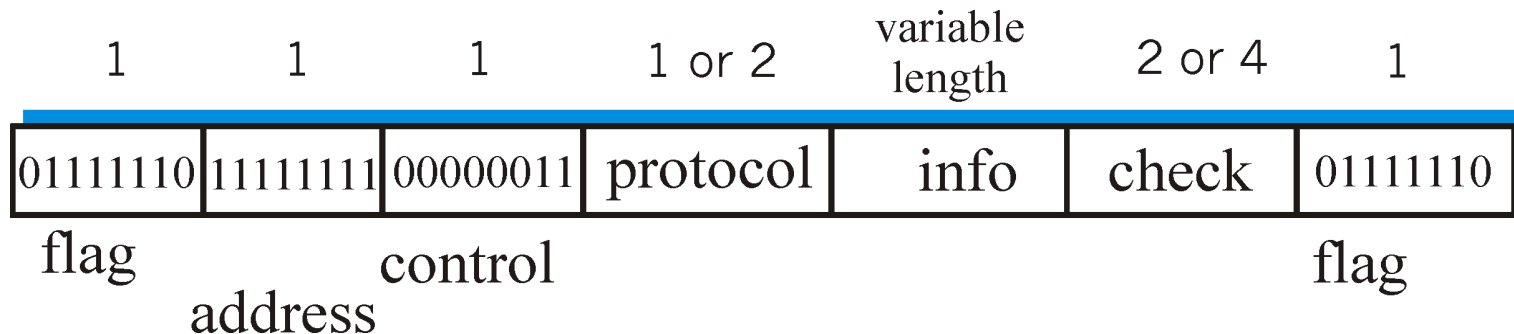 1 1 1 1 or 2 variable length 2 or 4 1
01111110 11111111 00000011 protocol info check 01111110
flag address control flag